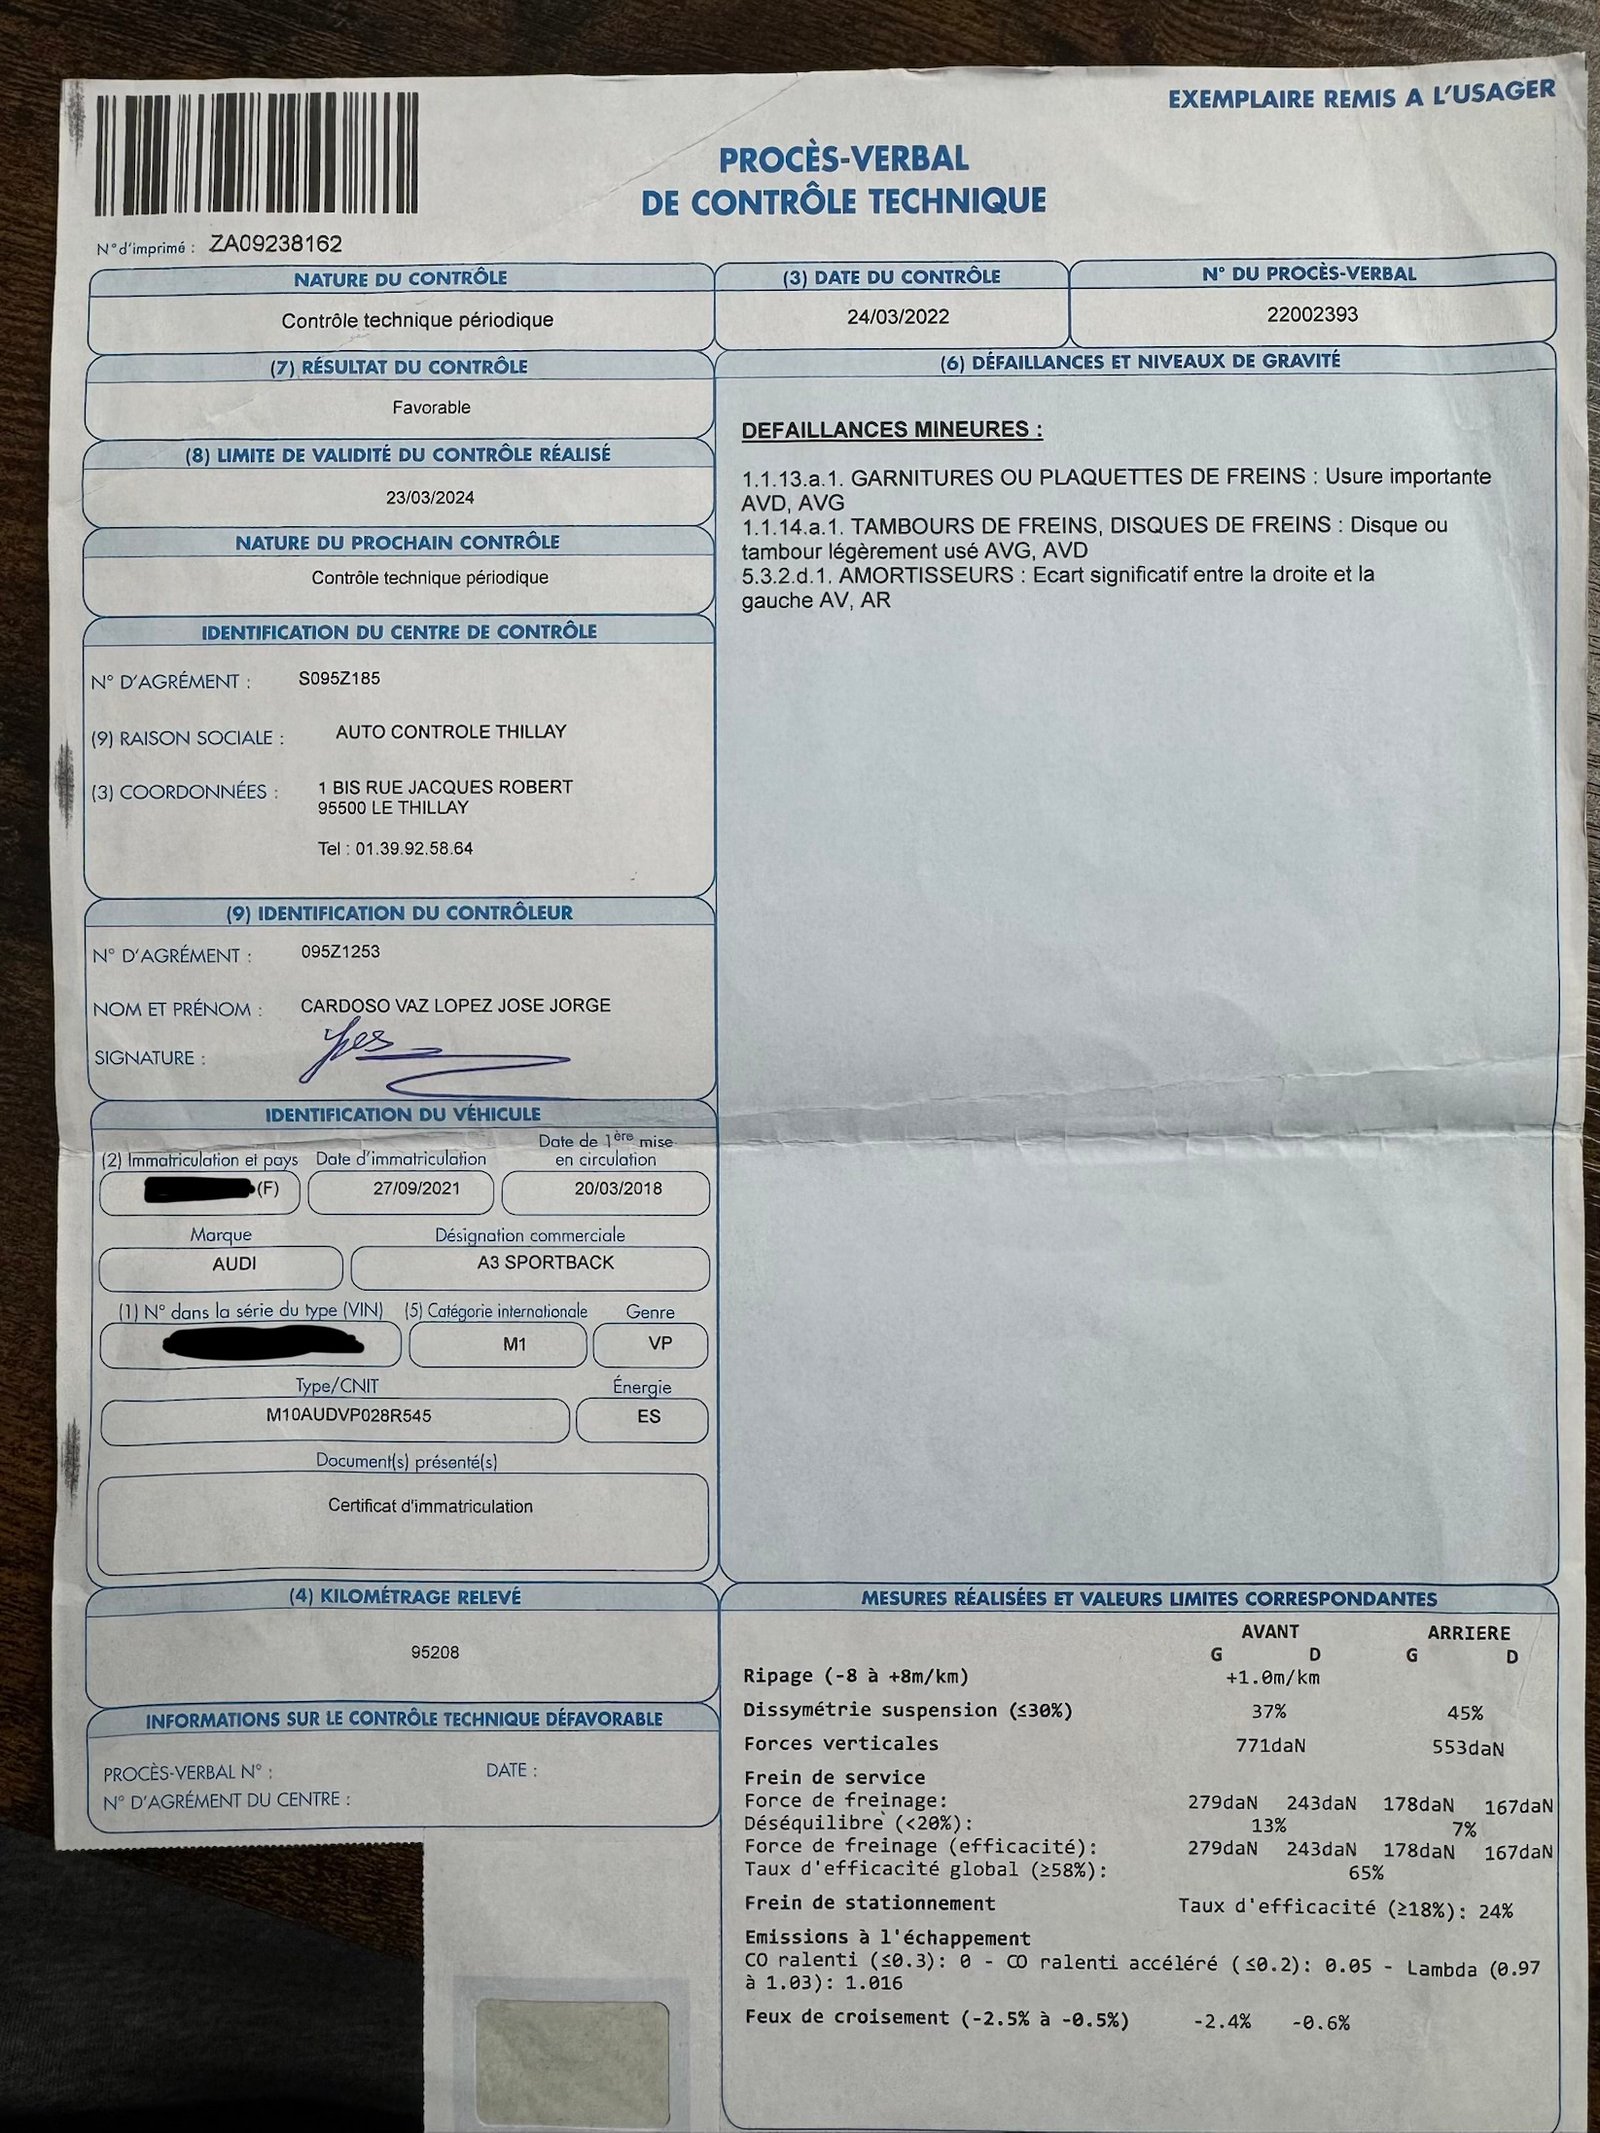 EXEMPLAIRE REMIS A L'USAGER
PROCÈS-VERBAL
DE CONTRÔLE TECHNIQUE
N° d'imprimé : ZA09238162
NATURE DU CONTRÔLE
Contrôle technique périodique
(3) DATE DU CONTRÔLE
24/03/2022
N° DU PROCÈS-VERBAL
22002393
(7) RÉSULTAT DU CONTRÔLE
Favorable
(8) LIMITE DE VALIDITÉ DU CONTRÔLE RÉALISÉ
23/03/2024
NATURE DU PROCHAIN CONTRÔLE
Contrôle technique périodique
IDENTIFICATION DU CENTRE DE CONTRÔLE
N° D'AGRÉMENT : S095Z185
(9) RAISON SOCIALE : AUTO CONTROLE THILLAY
(3) COORDONNÉES : 1 BIS RUE JACQUES ROBERT
95500 LE THILLAY
Tel : 01.39.92.58.64
(9) IDENTIFICATION DU CONTRÔLEUR
N° D'AGRÉMENT : 095Z1253
NOM ET PRÉNOM : CARDOSO VAZ LOPEZ JOSE JORGE
SIGNATURE :
IDENTIFICATION DU VÉHICULE
(2) Immatriculation et pays
(F)
Date d'immatriculation
27/09/2021
Date de 1ère mise
en circulation
20/03/2018
Marque
AUDI
Désignation commerciale
A3 SPORTBACK
(1) N° dans la série du type (VIN)
(5) Catégorie internationale
M1
Genre
VP
Type/CNIT
M10AUDVP028R545
Énergie
ES
Document(s) présenté(s)
Certificat d'immatriculation
(4) KILOMÉTRAGE RELEVÉ
95208
INFORMATIONS SUR LE CONTRÔLE TECHNIQUE DÉFAVORABLE
PROCÈS-VERBAL N° : DATE :
N° D'AGRÉMENT DU CENTRE :
(6) DÉFAILLANCES ET NIVEAUX DE GRAVITÉ
DEFAILLANCES MINEURES :
1.1.13.a.1. GARNITURES OU PLAQUETTES DE FREINS : Usure importante
AVD, AVG
1.1.14.a.1. TAMBOURS DE FREINS, DISQUES DE FREINS : Disque ou
tambour légèrement usé AVG, AVD
5.3.2.d.1. AMORTISSEURS : Ecart significatif entre la droite et la
gauche AV, AR
MESURES RÉALISÉES ET VALEURS LIMITES CORRESPONDANTES
AVANT ARRIERE
G D G D
Ripage (-8 à +8m/km) +1.0m/km
Dissymétrie suspension (≤30%) 37% 45%
Forces verticales 771daN 553daN
Frein de service
Force de freinage: 279daN 243daN 178daN 167daN
Déséquilibre (<20%): 13% 7%
Force de freinage (efficacité): 279daN 243daN 178daN 167daN
Taux d'efficacité global (≥58%): 65%
Frein de stationnement Taux d'efficacité (≥18%): 24%
Emissions à l'échappement
CO ralenti (≤0.3): 0 - CO ralenti accéléré (≤0.2): 0.05 - Lambda (0.97
à 1.03): 1.016
Feux de croisement (-2.5% à -0.5%) -2.4% -0.6%